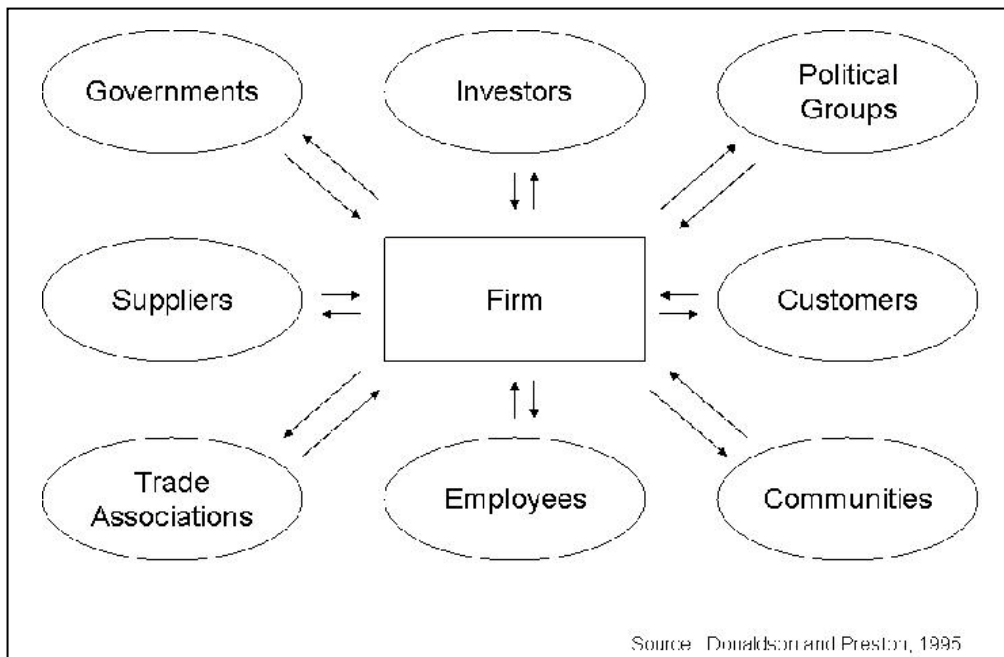 Governments
Investors
Political
Groups
Suppliers
Firm
Customers
Trade
Associations
Employees
Communities
Source Donaldson and Preston, 1995